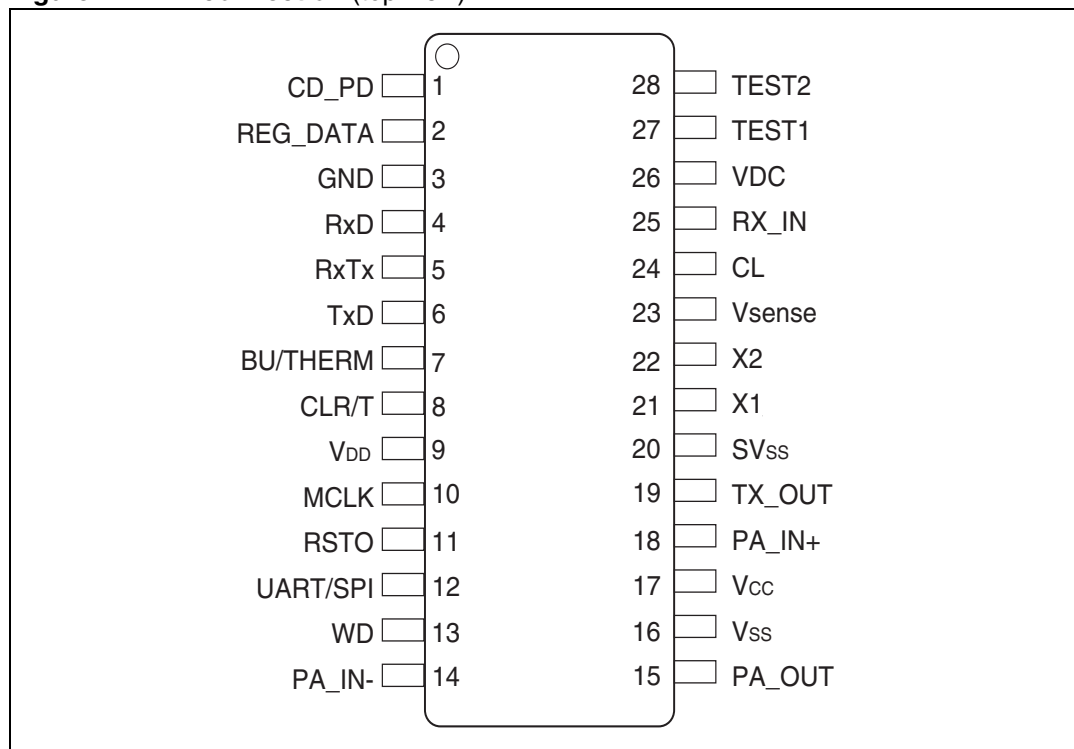 CD_PD 1 28 TEST2
REG_DATA 2 27 TEST1
GND 3 26 VDC
RxD 4 25 RX_IN
RxTx 5 24 CL
TxD 6 23 Vsense
BU/THERM 7 22 X2
CLR/T 8 21 X1
VDD 9 20 SVss
MCLK 10 19 TX_OUT
RSTO 11 18 PA_IN+
UART/SPI 12 17 Vcc
WD 13 16 Vss
PA_IN- 14 15 PA_OUT